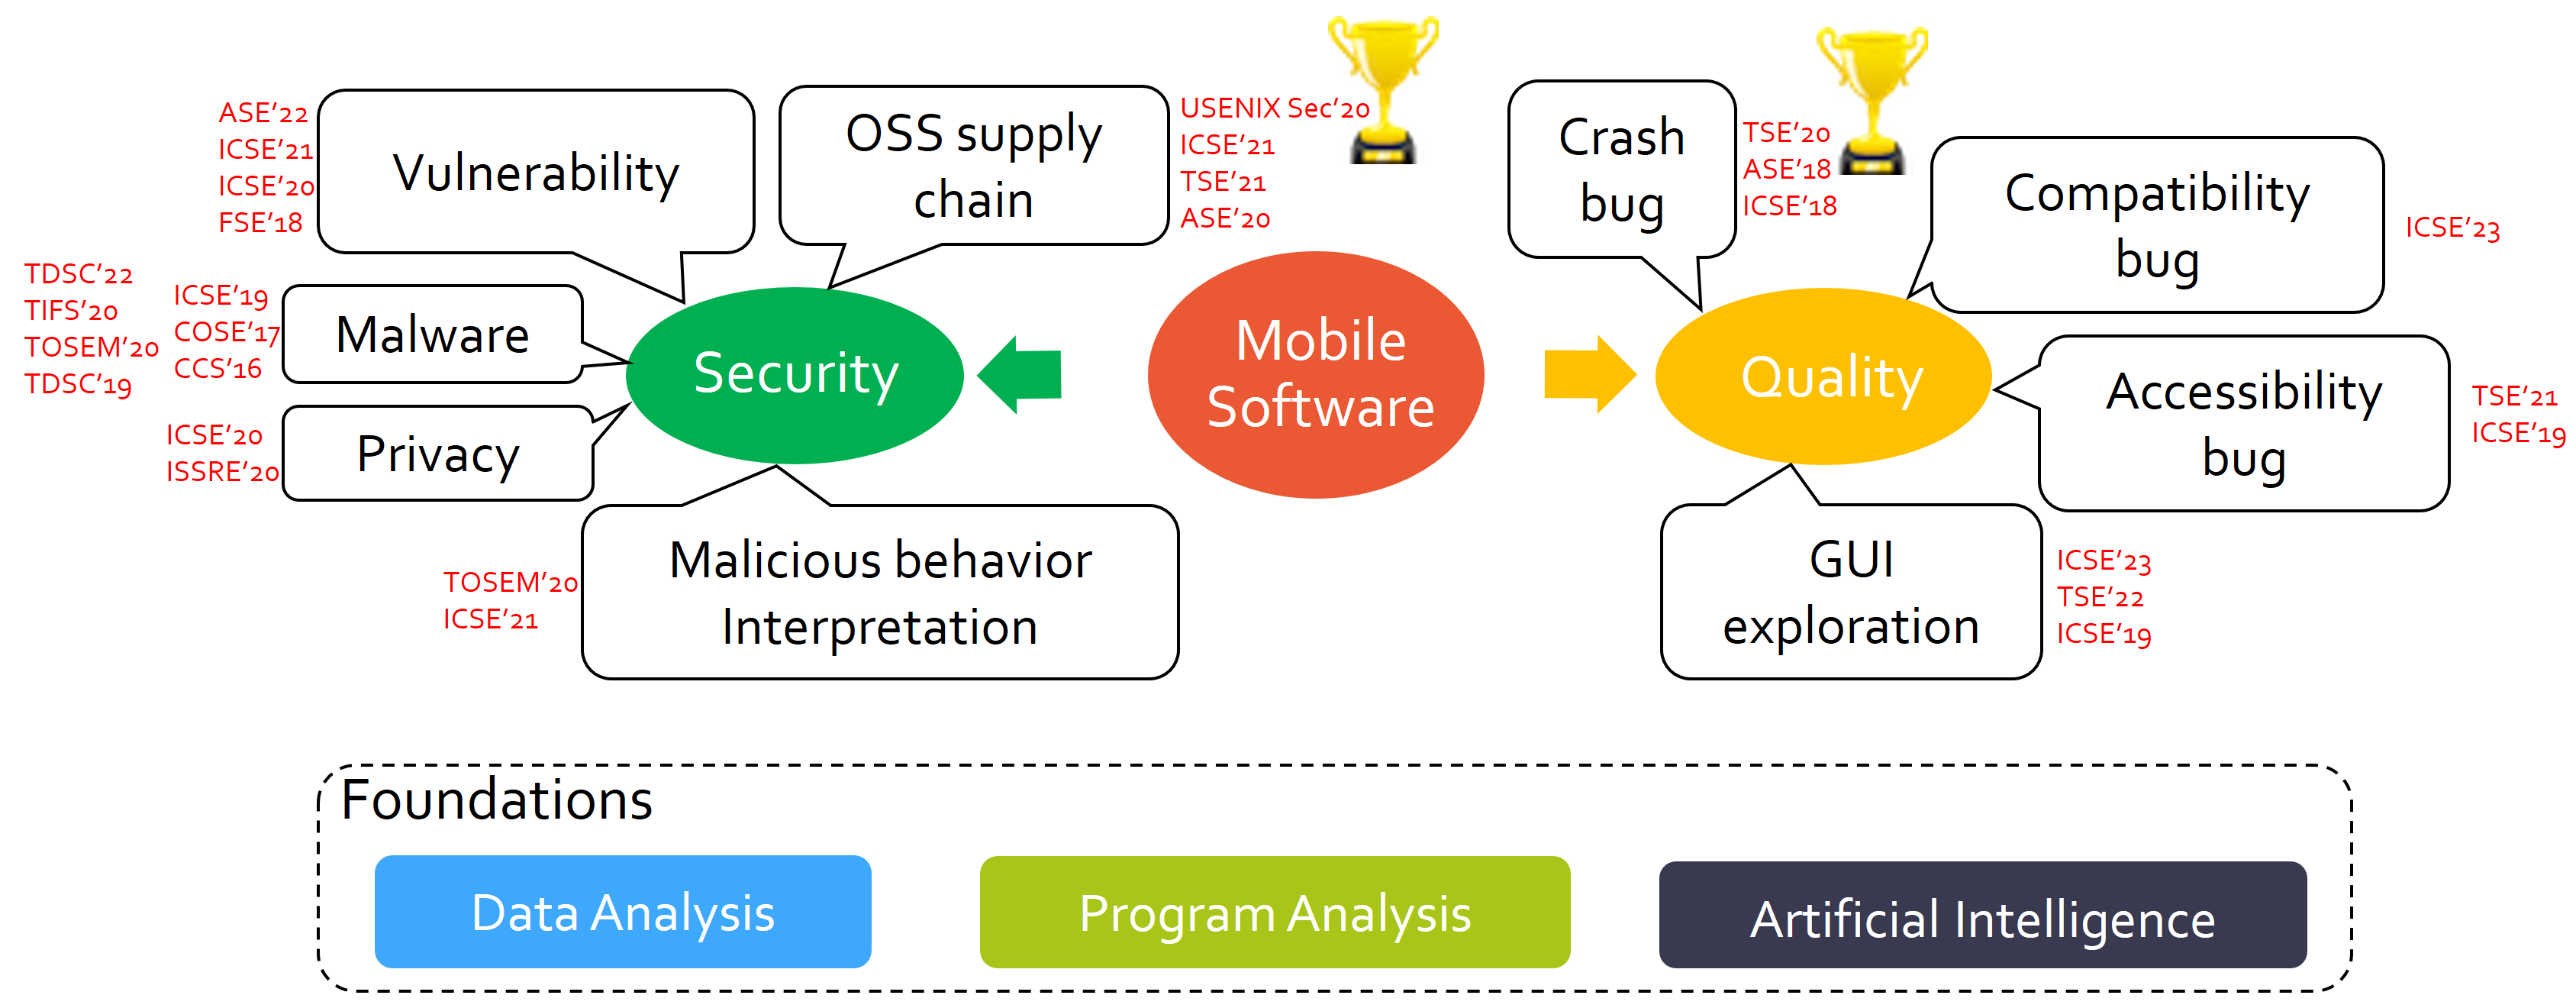 ASE'22
ICSE'21
ICSE'20
FSE'18
Vulnerability
OSS supply
chain
USENIX Sec'20
ICSE'21
TSE'21
ASE'20
Crash
bug
TSE'20
ASE'18
ICSE'18
Compatibility
bug
ICSE'23
TDSC'22
TIFS'20
TOSEM'20
TDSC'19
ICSE'19
COSE'17
CCS'16
Malware
ICSE'20
ISSRE'20
Privacy
Security
Mobile
Software
Quality
Accessibility
bug
TSE'21
ICSE'19
TOSEM'20
ICSE'21
Malicious behavior
Interpretation
GUI
exploration
ICSE'23
TSE'22
ICSE'19
Foundations
Data Analysis
Program Analysis
Artificial Intelligence